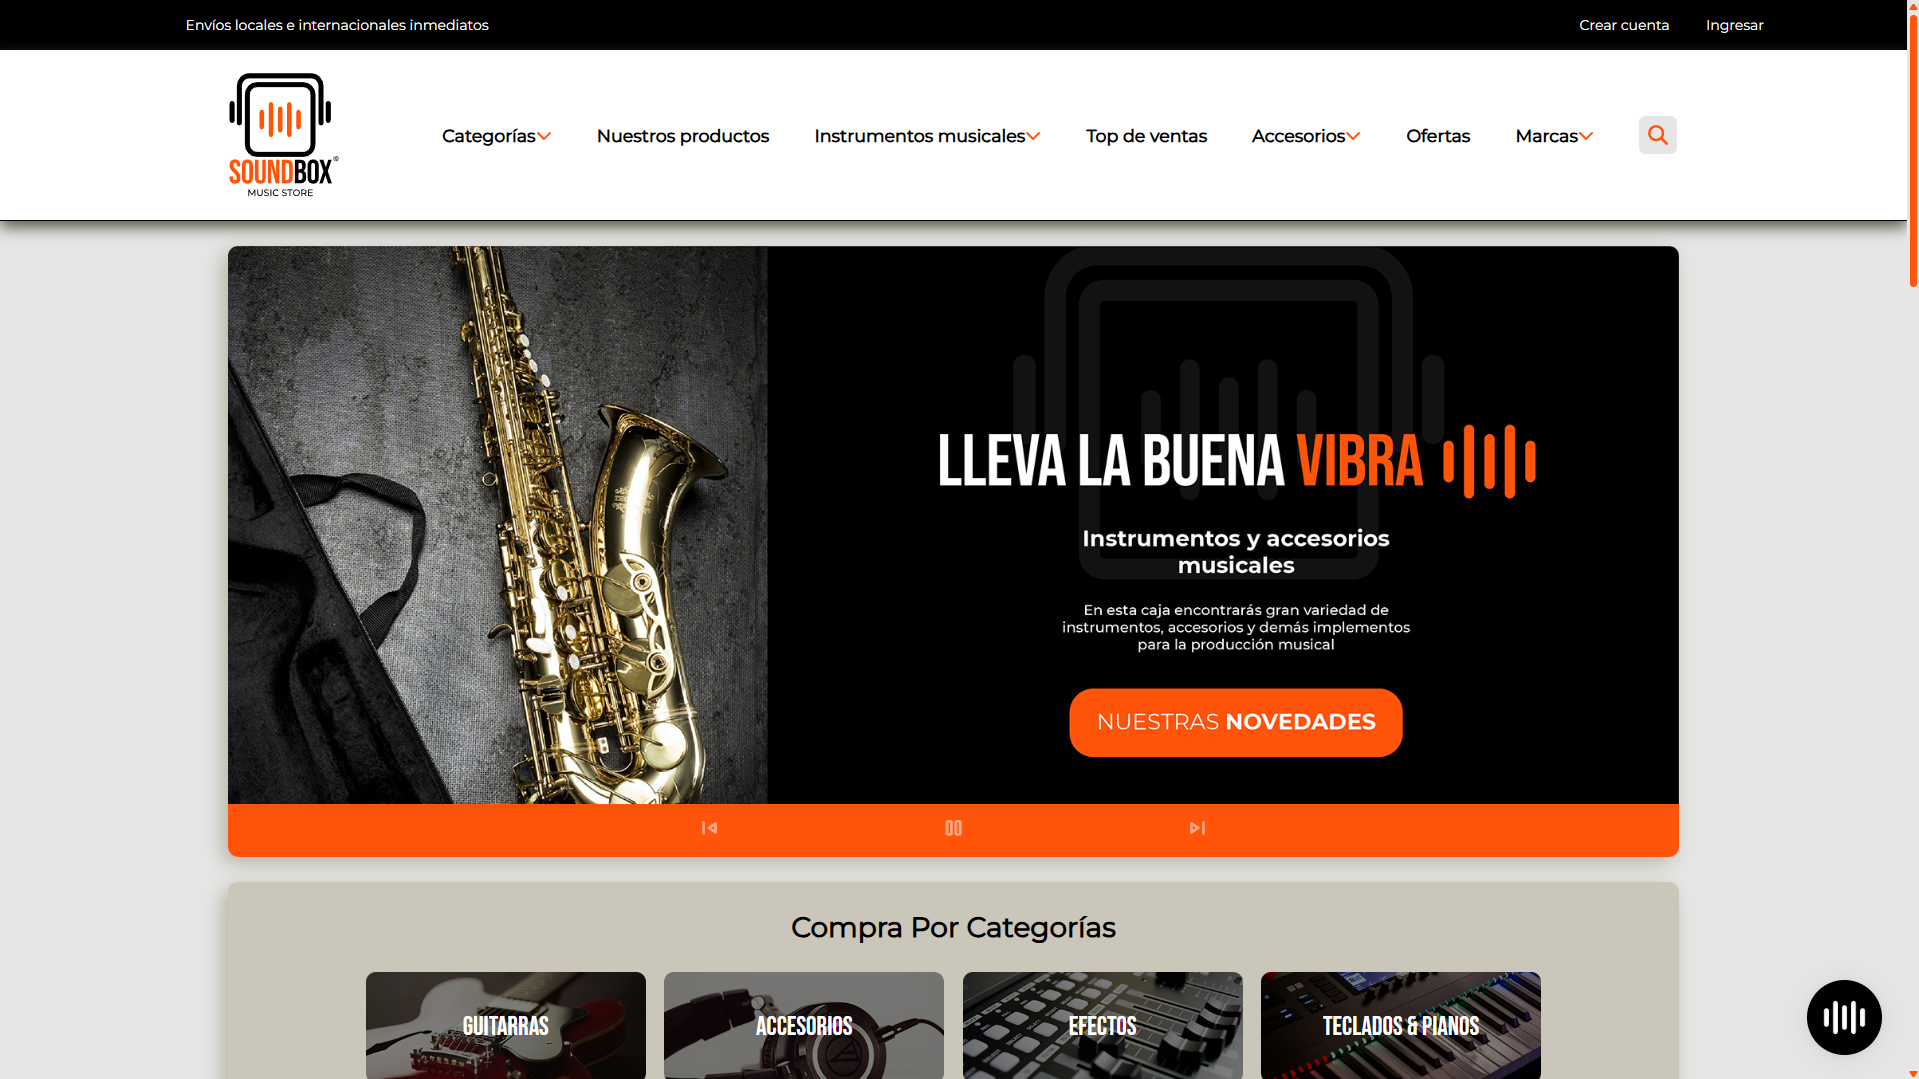 Envíos locales e internacionales inmediatos
Crear cuenta
Ingresar
SOUNDBOX®
MUSIC STORE
Categorías
Nuestros productos
Instrumentos musicales
Top de ventas
Accesorios
Ofertas
Marcas
LLEVA LA BUENA VIBRA
Instrumentos y accesorios
musicales
En esta caja encontrarás gran variedad de
instrumentos, accesorios y demás implementos
para la producción musical
NUESTRAS NOVEDADES
Compra Por Categorías
GUITARRAS
ACCESORIOS
EFECTOS
TECLADOS & PIANOS